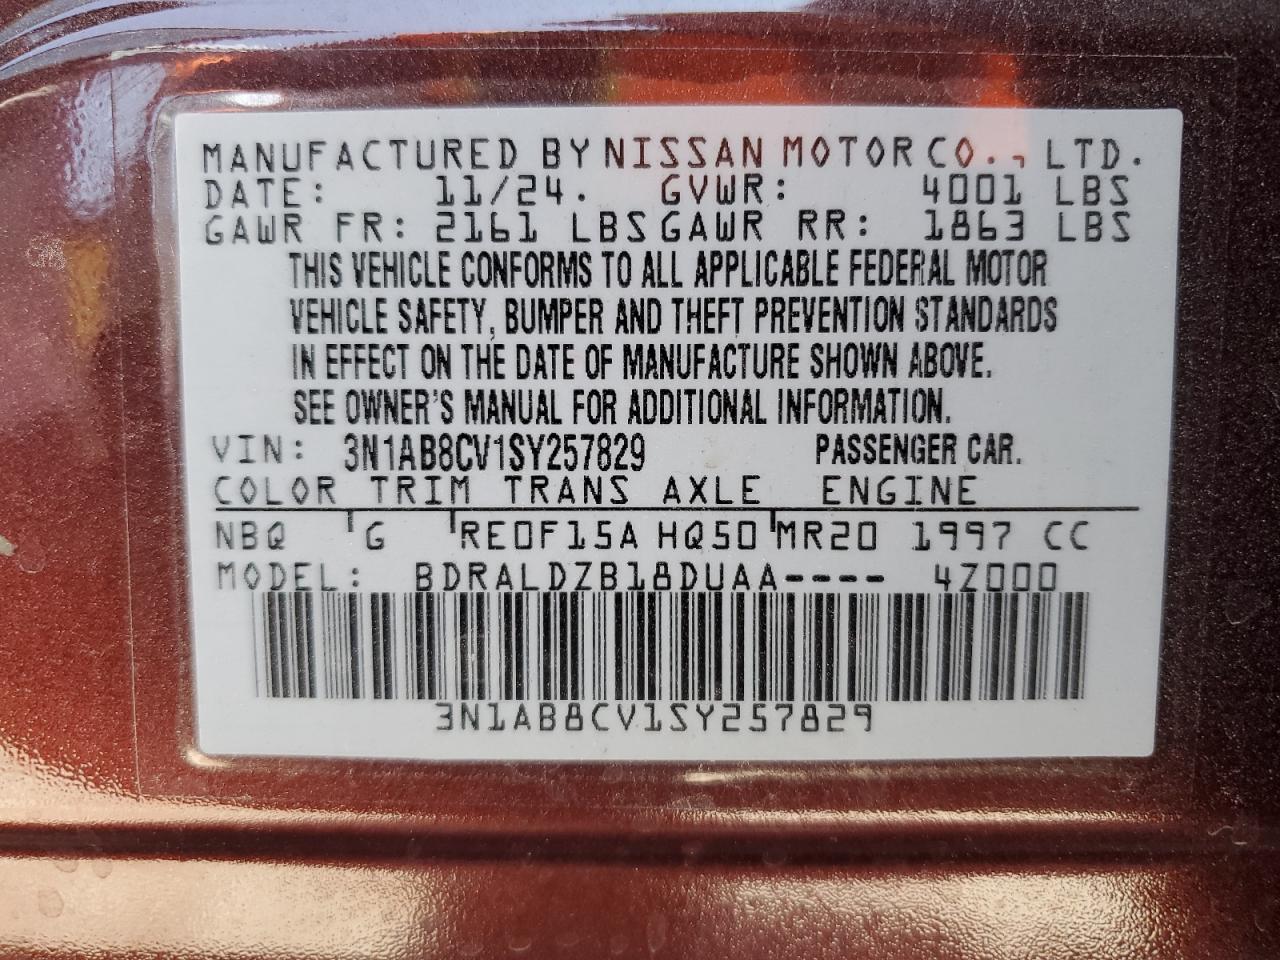 MANUFACTURED BY NISSAN MOTOR CO., LTD.
DATE: 11/24. GVWR: 4001 LBS
GAWR FR: 2161 LBS GAWR RR: 1863 LBS
THIS VEHICLE CONFORMS TO ALL APPLICABLE FEDERAL MOTOR
VEHICLE SAFETY, BUMPER AND THEFT PREVENTION STANDARDS
IN EFFECT ON THE DATE OF MANUFACTURE SHOWN ABOVE.
SEE OWNER'S MANUAL FOR ADDITIONAL INFORMATION.
VIN: 3N1AB8CV1SY257829 PASSENGER CAR.
COLOR TRIM TRANS AXLE ENGINE
NBQ G RE0F15A HQ50 MR20 1997 CC
MODEL: BDRALDZB18DUAA---- 4Z000
3N1AB8CV1SY257829